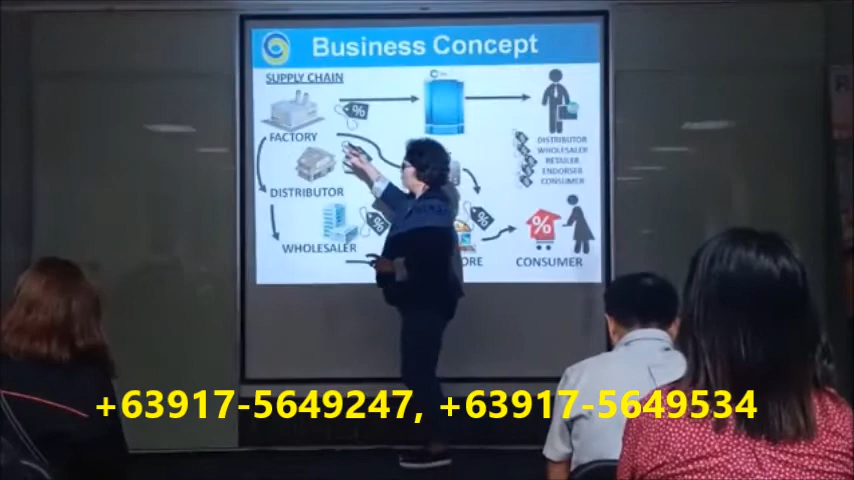 Business Concept
SUPPLY CHAIN
%
FACTORY
DISTRIBUTOR
WHOLESALER
RETAILER
ENDORSER
CONSUMER
%
DISTRIBUTOR
%
%
%
WHOLESALER
ORE
CONSUMER
+63917-5649247, +63917-5649534